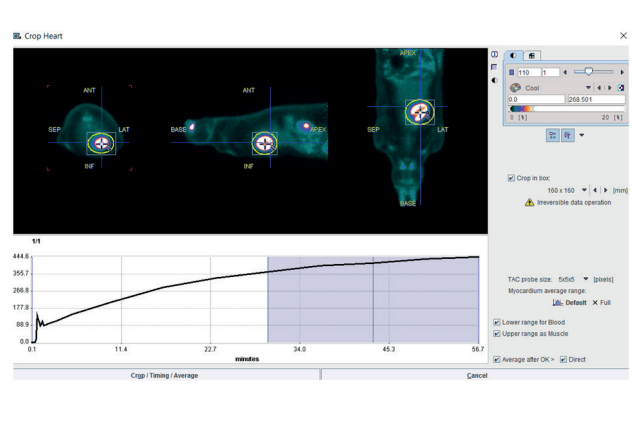 Crop Heart
APEX
110 1
Cool
ANT
0.0 268.501
0 [%] 20 [%]
SEP LAT
BASE APEX
SEP LAT
INF INF
Crop in box:
160 x 160 [mm]
BASE
Irreversible data operation
1/1
444.6
355.7
266.8
177.8
88.9
0.0
0.1 11.4 22.7 34.0 45.3 56.7
minutes
TAC probe size: 5x5x5 [pixels]
Myocardium average range:
Default Full
Lower range for Blood
Upper range as Muscle
Average after OK > Direct
Crop / Timing / Average Cancel